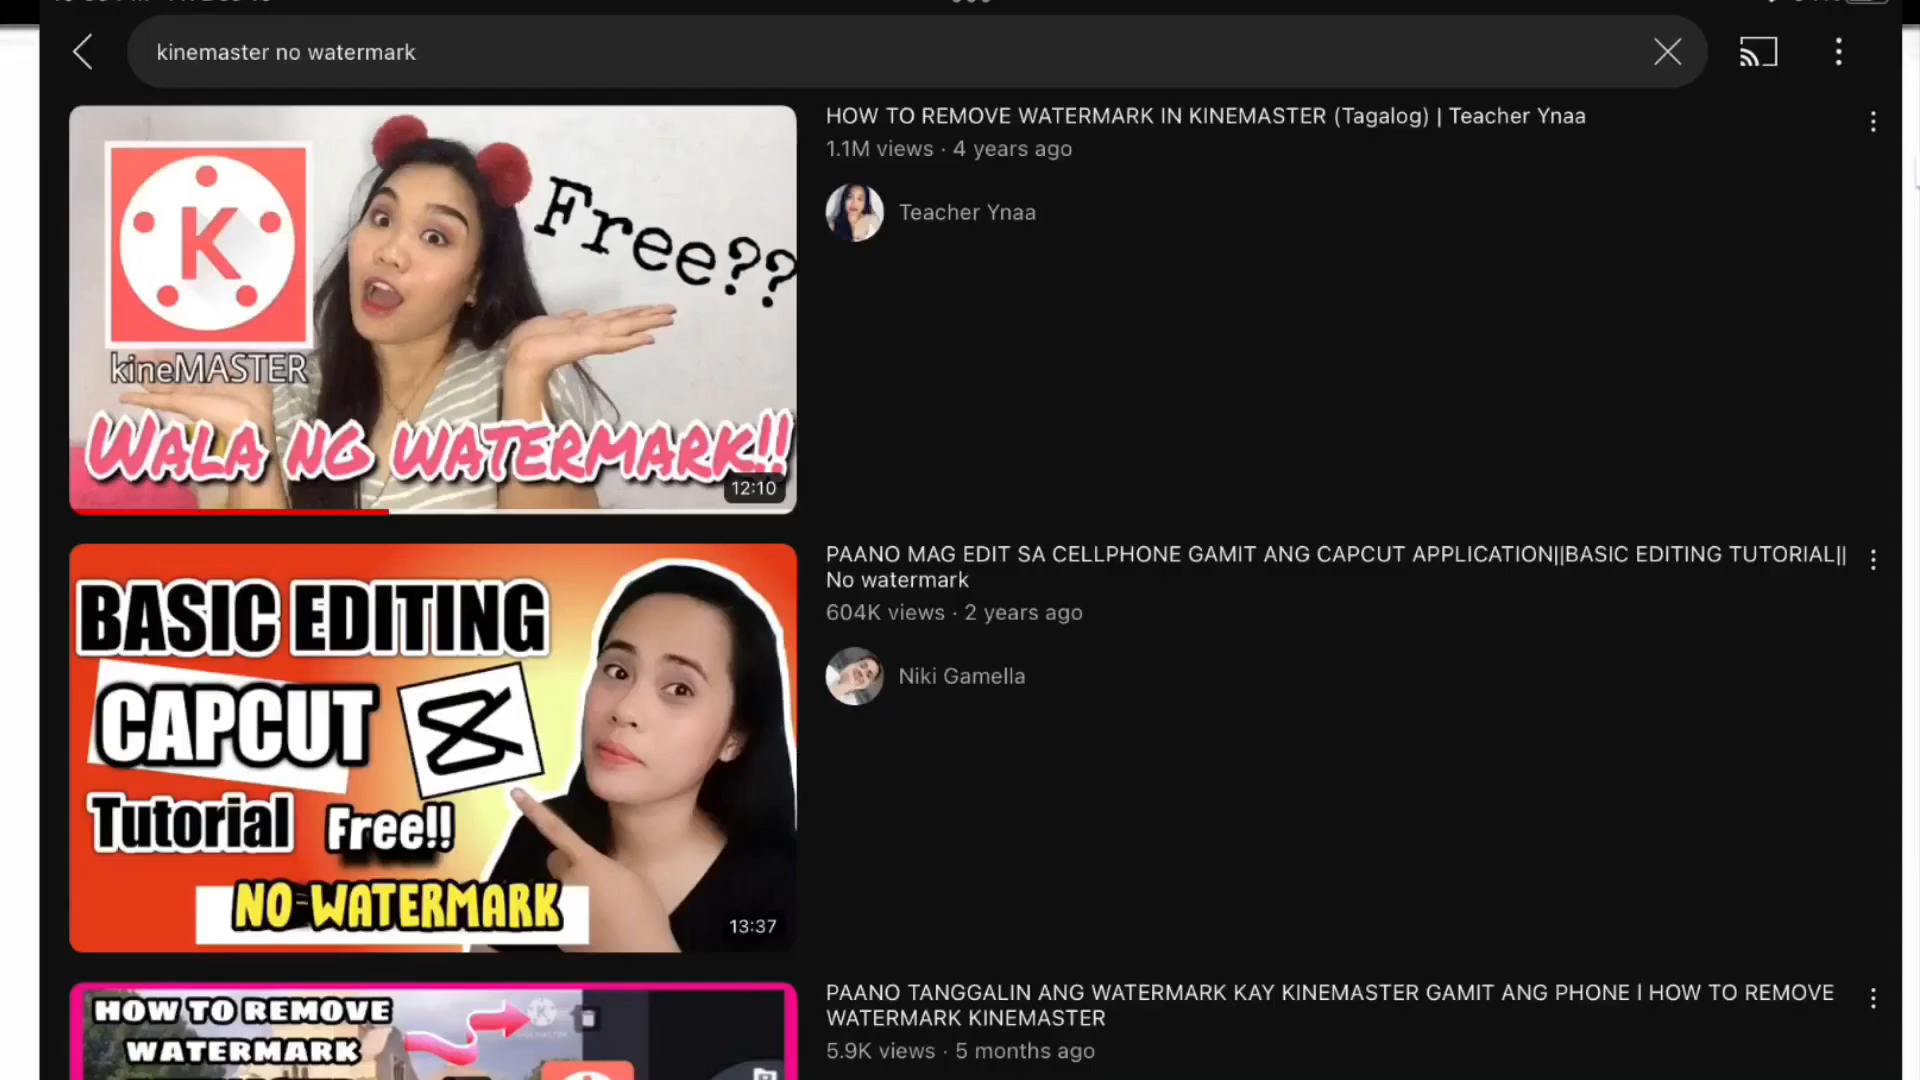 kinemaster no watermark
HOW TO REMOVE WATERMARK IN KINEMASTER (Tagalog) | Teacher Ynaa
1.1M views · 4 years ago
Teacher Ynaa
Free??
K
kineMASTER
WALA NG WATERMARK!!
12:10
PAANO MAG EDIT SA CELLPHONE GAMIT ANG CAPCUT APPLICATION||BASIC EDITING TUTORIAL||
No watermark
604K views · 2 years ago
Niki Gamella
BASIC EDITING
CAPCUT
Tutorial Free!!
NO-WATERMARK
13:37
PAANO TANGGALIN ANG WATERMARK KAY KINEMASTER GAMIT ANG PHONE l HOW TO REMOVE
WATERMARK KINEMASTER
5.9K views · 5 months ago
HOW TO REMOVE
WATERMARK